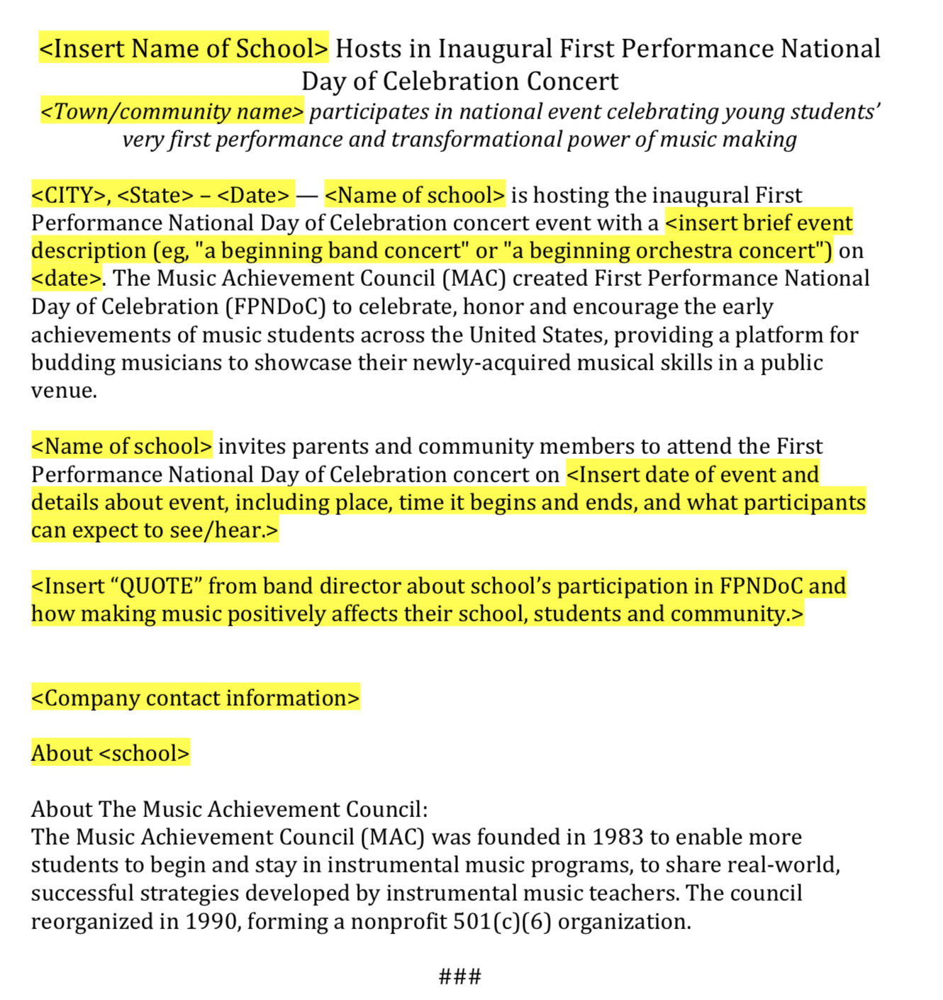 <Insert Name of School> Hosts in Inaugural First Performance National
Day of Celebration Concert
<Town/community name> participates in national event celebrating young students’
very first performance and transformational power of music making
<CITY>, <State> – <Date> — <Name of school> is hosting the inaugural First
Performance National Day of Celebration concert event with a <insert brief event
description (eg, "a beginning band concert" or "a beginning orchestra concert") on
<date>. The Music Achievement Council (MAC) created First Performance National
Day of Celebration (FPNDoC) to celebrate, honor and encourage the early
achievements of music students across the United States, providing a platform for
budding musicians to showcase their newly-acquired musical skills in a public
venue.
<Name of school> invites parents and community members to attend the First
Performance National Day of Celebration concert on <Insert date of event and
details about event, including place, time it begins and ends, and what participants
can expect to see/hear.>
<Insert “QUOTE” from band director about school’s participation in FPNDoC and
how making music positively affects their school, students and community.>
<Company contact information>
About <school>
About The Music Achievement Council:
The Music Achievement Council (MAC) was founded in 1983 to enable more
students to begin and stay in instrumental music programs, to share real-world,
successful strategies developed by instrumental music teachers. The council
reorganized in 1990, forming a nonprofit 501(c)(6) organization.
###